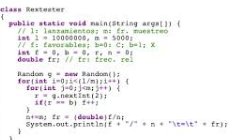 class Rextester
{
public static void main(String args[]) {
// l: lanzamientos; m: fr. muestreo
int l = 10000000, m = 5000;
// f: favorables; b=0: C; b=1; X
int f = 0, b = 0, r, n = 0;
double fr; // fr: frec. rel
Random g = new Random();
for(int i=0;i<(l/m);i++) {
for(int j=0;j<m;j++) {
r = g.nextInt(2);
if(r == b) f++;
}
n+=m; fr = (double)f/n;
System.out.println(f + "/" + n + "\t=\t" + fr);
}
}